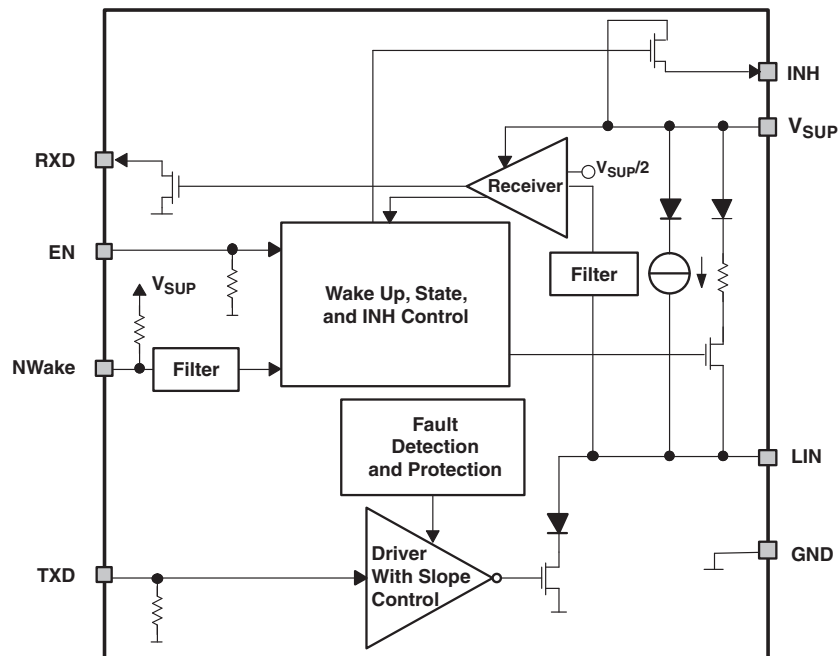 INH
VSUP
RXD
Receiver
VSUP/2
EN
VSUP
Wake Up, State,
and INH Control
Filter
NWake
Filter
Fault
Detection
and Protection
LIN
GND
TXD
Driver
With Slope
Control